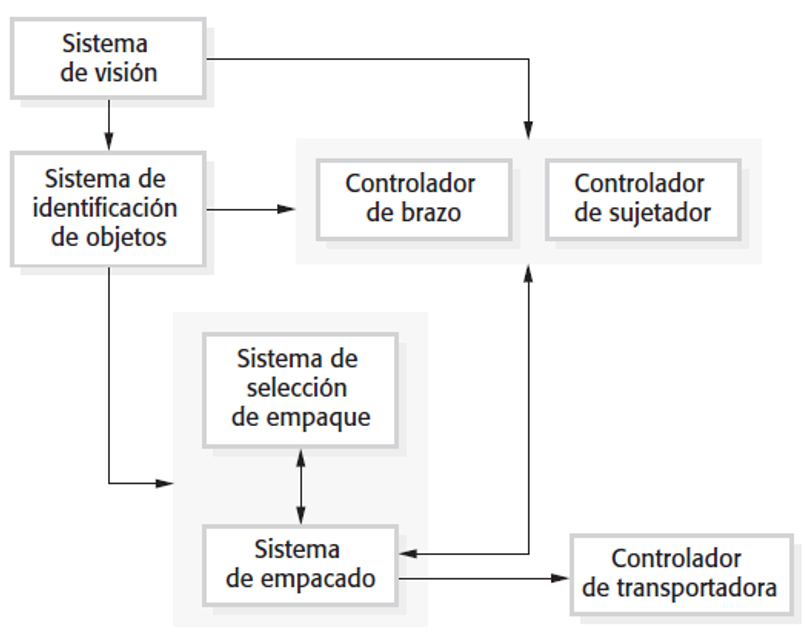 Sistema
de visión
Sistema de
identificación
de objetos
Controlador
de brazo
Controlador
de sujetador
Sistema de
selección
de empaque
Sistema
de empacado
Controlador
de transportadora